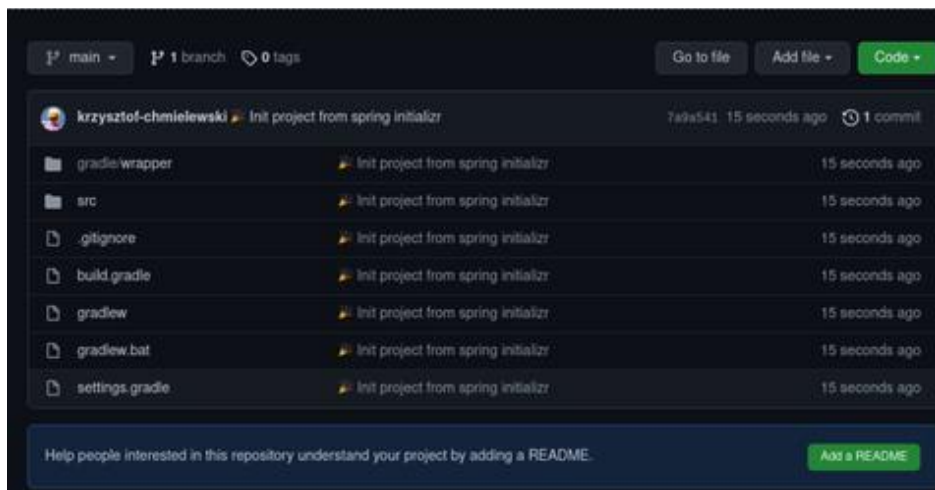 main 1 branch 0 tags Go to file Add file Code
krzysztof-chmielewski 🎉 Init project from spring initializr 7a9a541 15 seconds ago 1 commit
gradle/wrapper 🎉 Init project from spring initializr 15 seconds ago
src 🎉 Init project from spring initializr 15 seconds ago
.gitignore 🎉 Init project from spring initializr 15 seconds ago
build.gradle 🎉 Init project from spring initializr 15 seconds ago
gradlew 🎉 Init project from spring initializr 15 seconds ago
gradlew.bat 🎉 Init project from spring initializr 15 seconds ago
settings.gradle 🎉 Init project from spring initializr 15 seconds ago
Help people interested in this repository understand your project by adding a README. Add a README